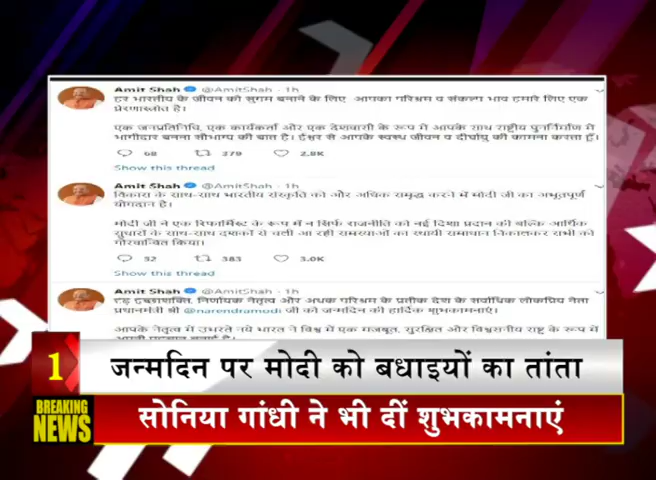 Amit Shah @AmitShah · 1h
हर भारतीय के जीवन को सुगम बनाने के लिए आपका परिश्रम व संकल्प भाव हमारे लिए एक
प्रेरणास्त्रोत है।
एक जनप्रतिनिधि, एक कार्यकर्ता और एक देशवासी के रूप में आपके साथ राष्ट्रीय पुनर्निर्माण में
भागीदार बनना सौभाग्य की बात है। ईश्वर से आपके स्वस्थ जीवन व दीर्घायु की कामना करता हूँ।
68 379 2.8K
Show this thread
Amit Shah @AmitShah · 1h
विकास के साथ-साथ भारतीय संस्कृति को और अधिक समृद्ध करने में मोदी जी का अभूतपूर्ण
योगदान है।
मोदी जी ने एक रिफॉर्मिस्ट के रूप में न सिर्फ राजनीति को नई दिशा प्रदान की बल्कि आर्थिक
सुधारों के साथ-साथ दशकों से चली आ रही समस्याओं का स्थायी समाधान निकालकर सभी को
गौरवान्वित किया।
32 383 3.0K
Show this thread
Amit Shah @AmitShah · 1h
दृढ़ इच्छाशक्ति, निर्णायक नेतृत्व और अथक परिश्रम के प्रतीक देश के सर्वाधिक लोकप्रिय नेता
प्रधानमंत्री श्री @narendramodi जी को जन्मदिन की हार्दिक शुभकामनाएं।
आपके नेतृत्व में उभरते नये भारत ने विश्व में एक मजबूत, सुरक्षित और विश्वसनीय राष्ट्र के रूप में
1 जन्मदिन पर मोदी को बधाइयों का तांता
BREAKING NEWS सोनिया गांधी ने भी दीं शुभकामनाएं